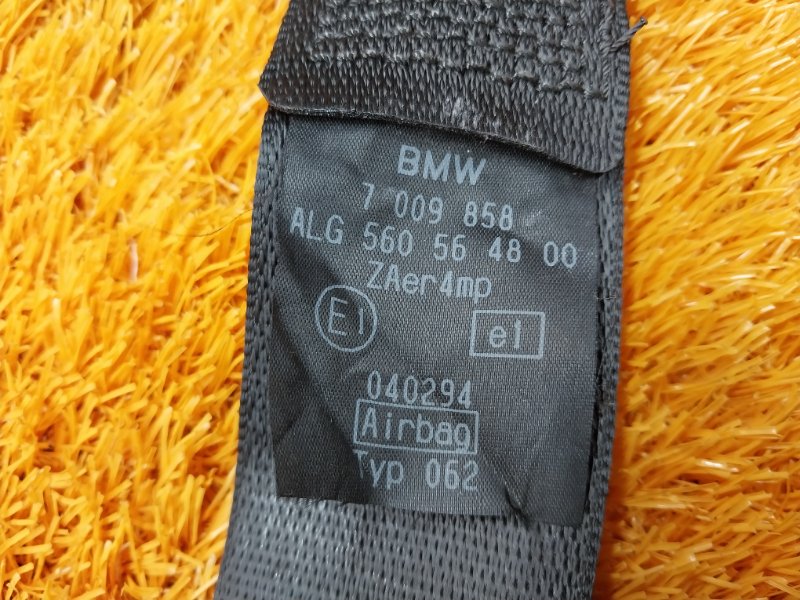 BMW
7 009 858
ALG 560 56 48 00
ZAer4mp
E1 e1
040294
Airbag
Typ 062